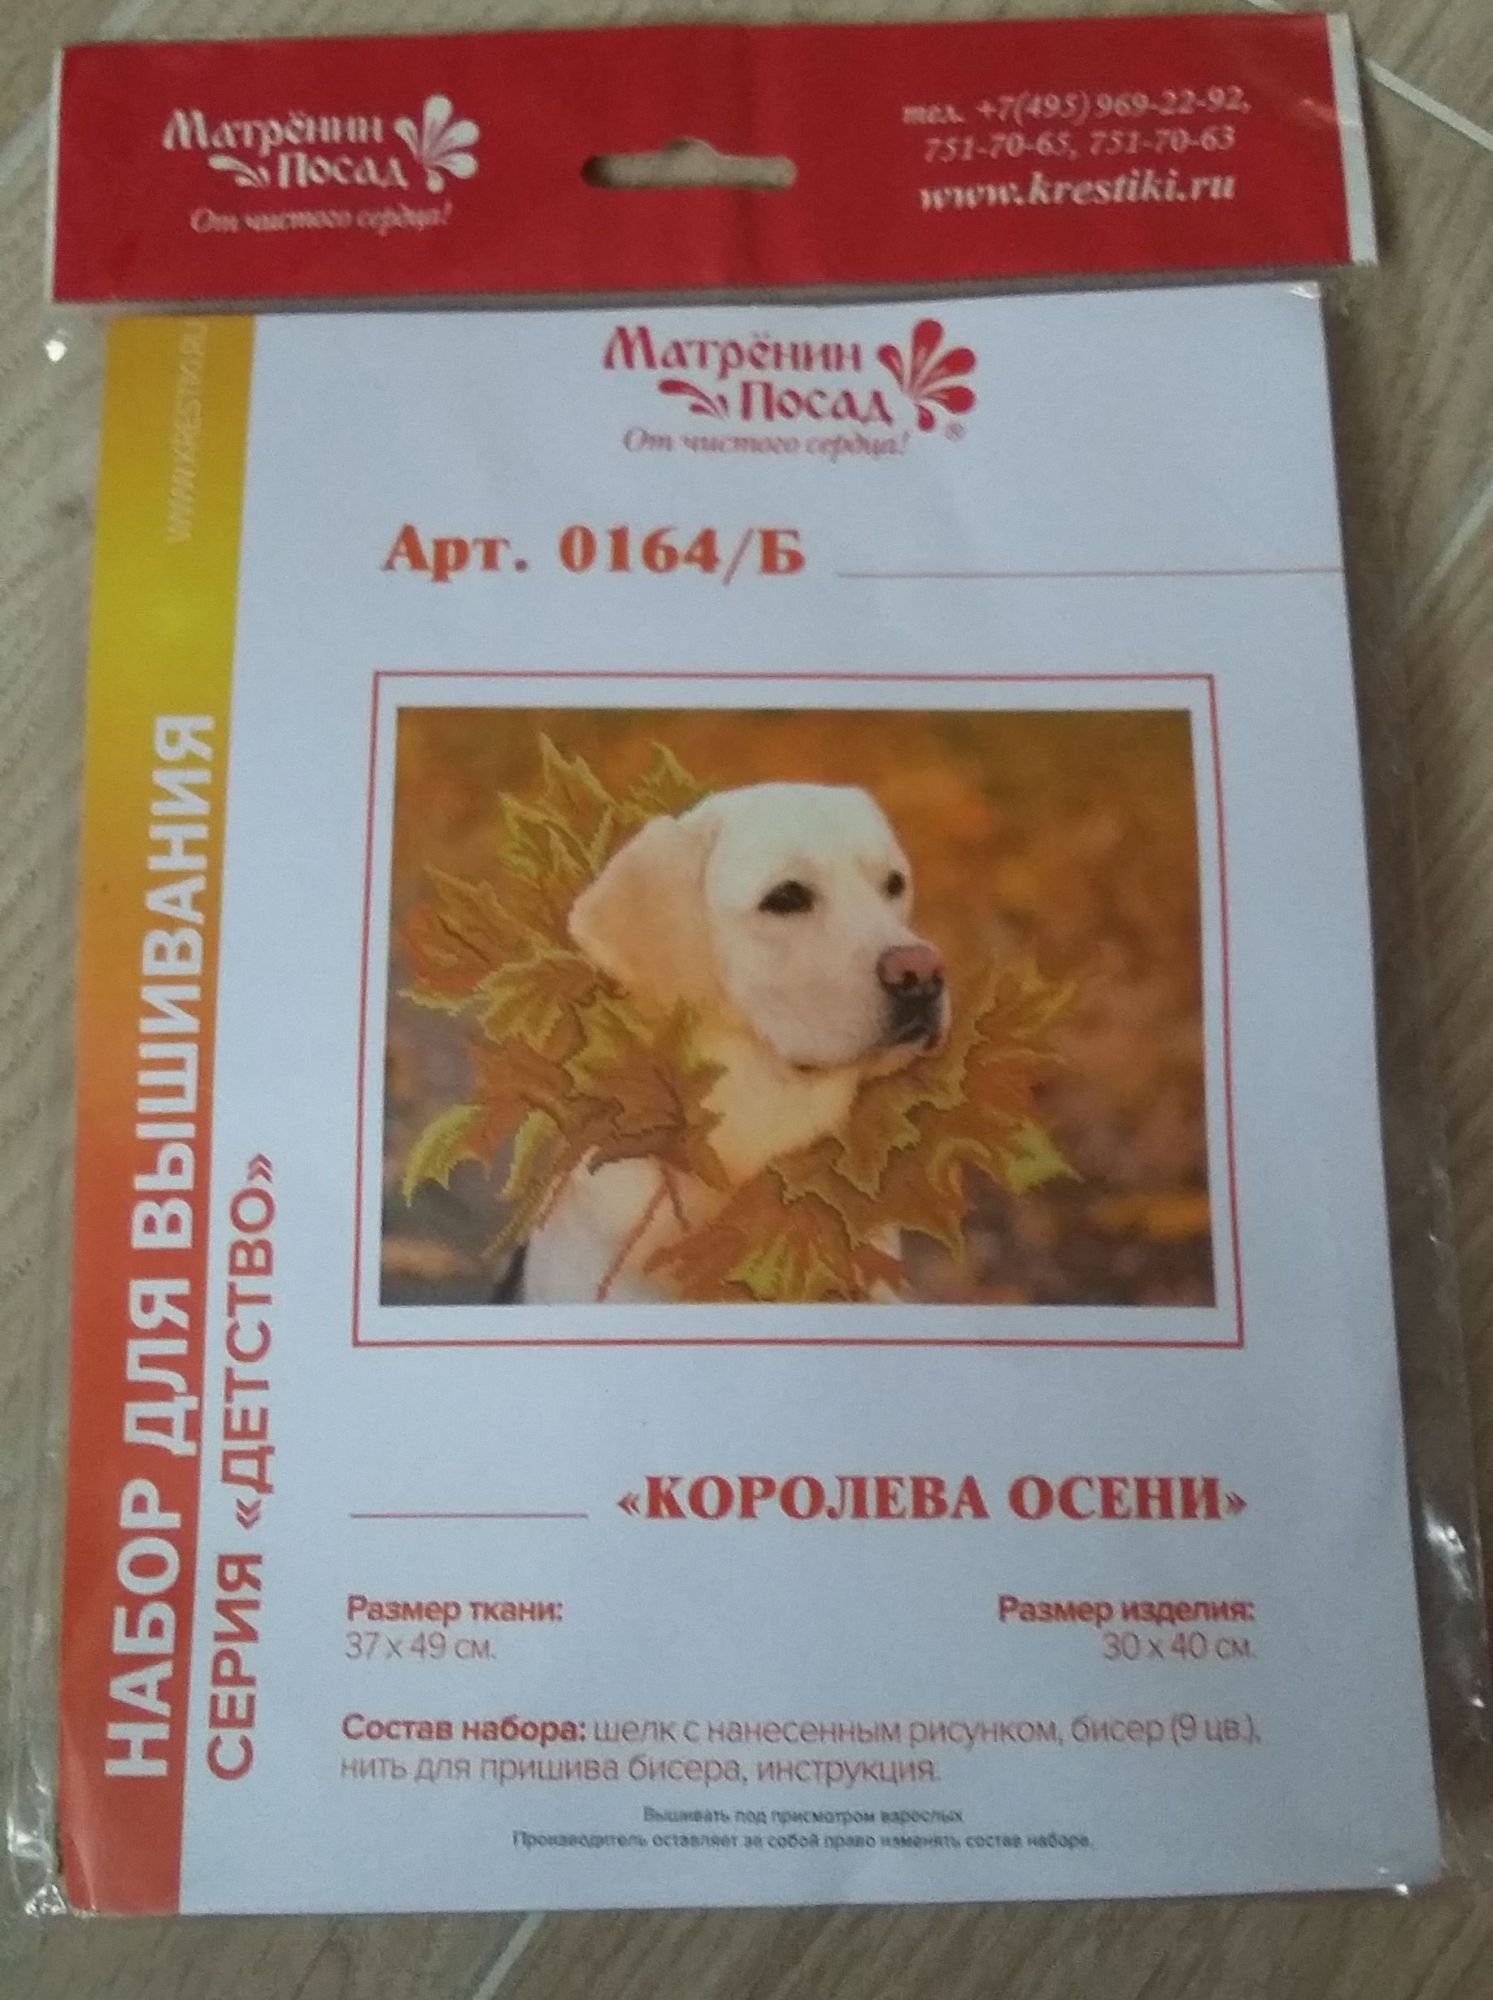 Матрёнин
Посад
От чистого сердца!
тел. +7(495) 969-22-92,
751-70-65, 751-70-63
www.krestiki.ru
WWW.KRESTIKI.RU
НАБОР ДЛЯ ВЫШИВАНИЯ
СЕРИЯ «ДЕТСТВО»
Матрёнин
Посад
®
От чистого сердца!
Арт. 0164/Б
«КОРОЛЕВА ОСЕНИ»
Размер ткани:
37 х 49 см.
Размер изделия:
30 х 40 см.
Состав набора: шелк с нанесенным рисунком, бисер (9 цв.),
нить для пришива бисера, инструкция.
Вышивать под присмотром взрослых
Производитель оставляет за собой право изменять состав набора.